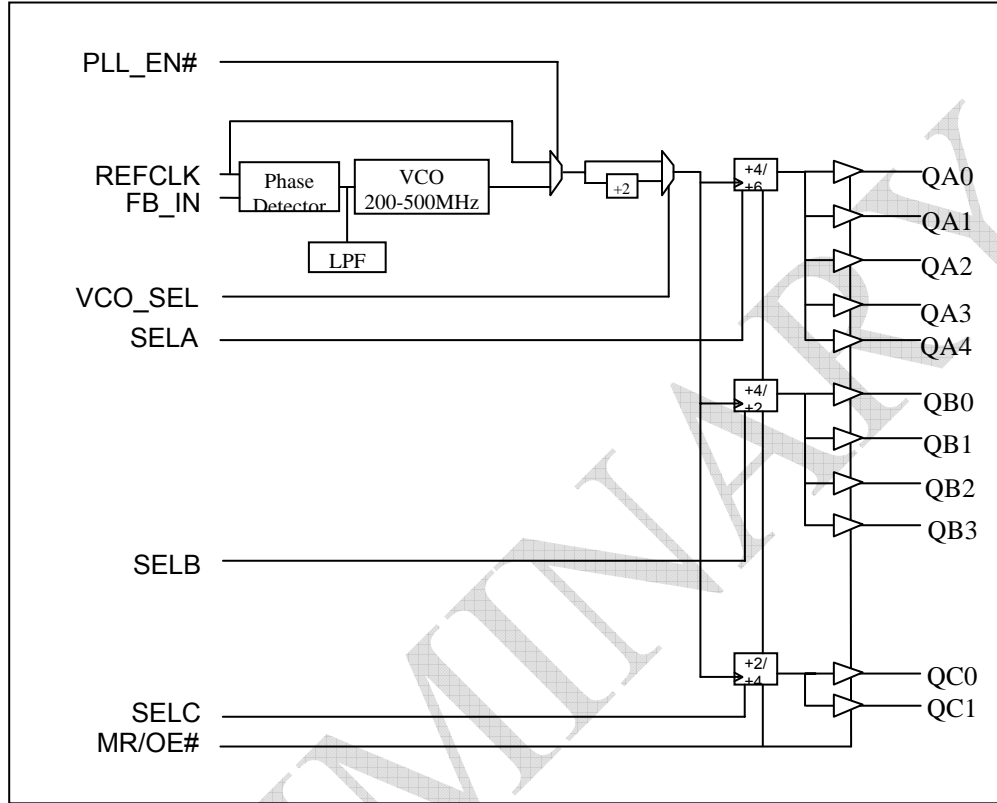 PLL_EN#
REFCLK
FB_IN
Phase
Detector
VCO
200-500MHz
LPF
+2
VCO_SEL
SELA
SELB
SELC
MR/OE#
+4/
+6
+4/
+2
+2/
+4
QA0
QA1
QA2
QA3
QA4
QB0
QB1
QB2
QB3
QC0
QC1
MINARY